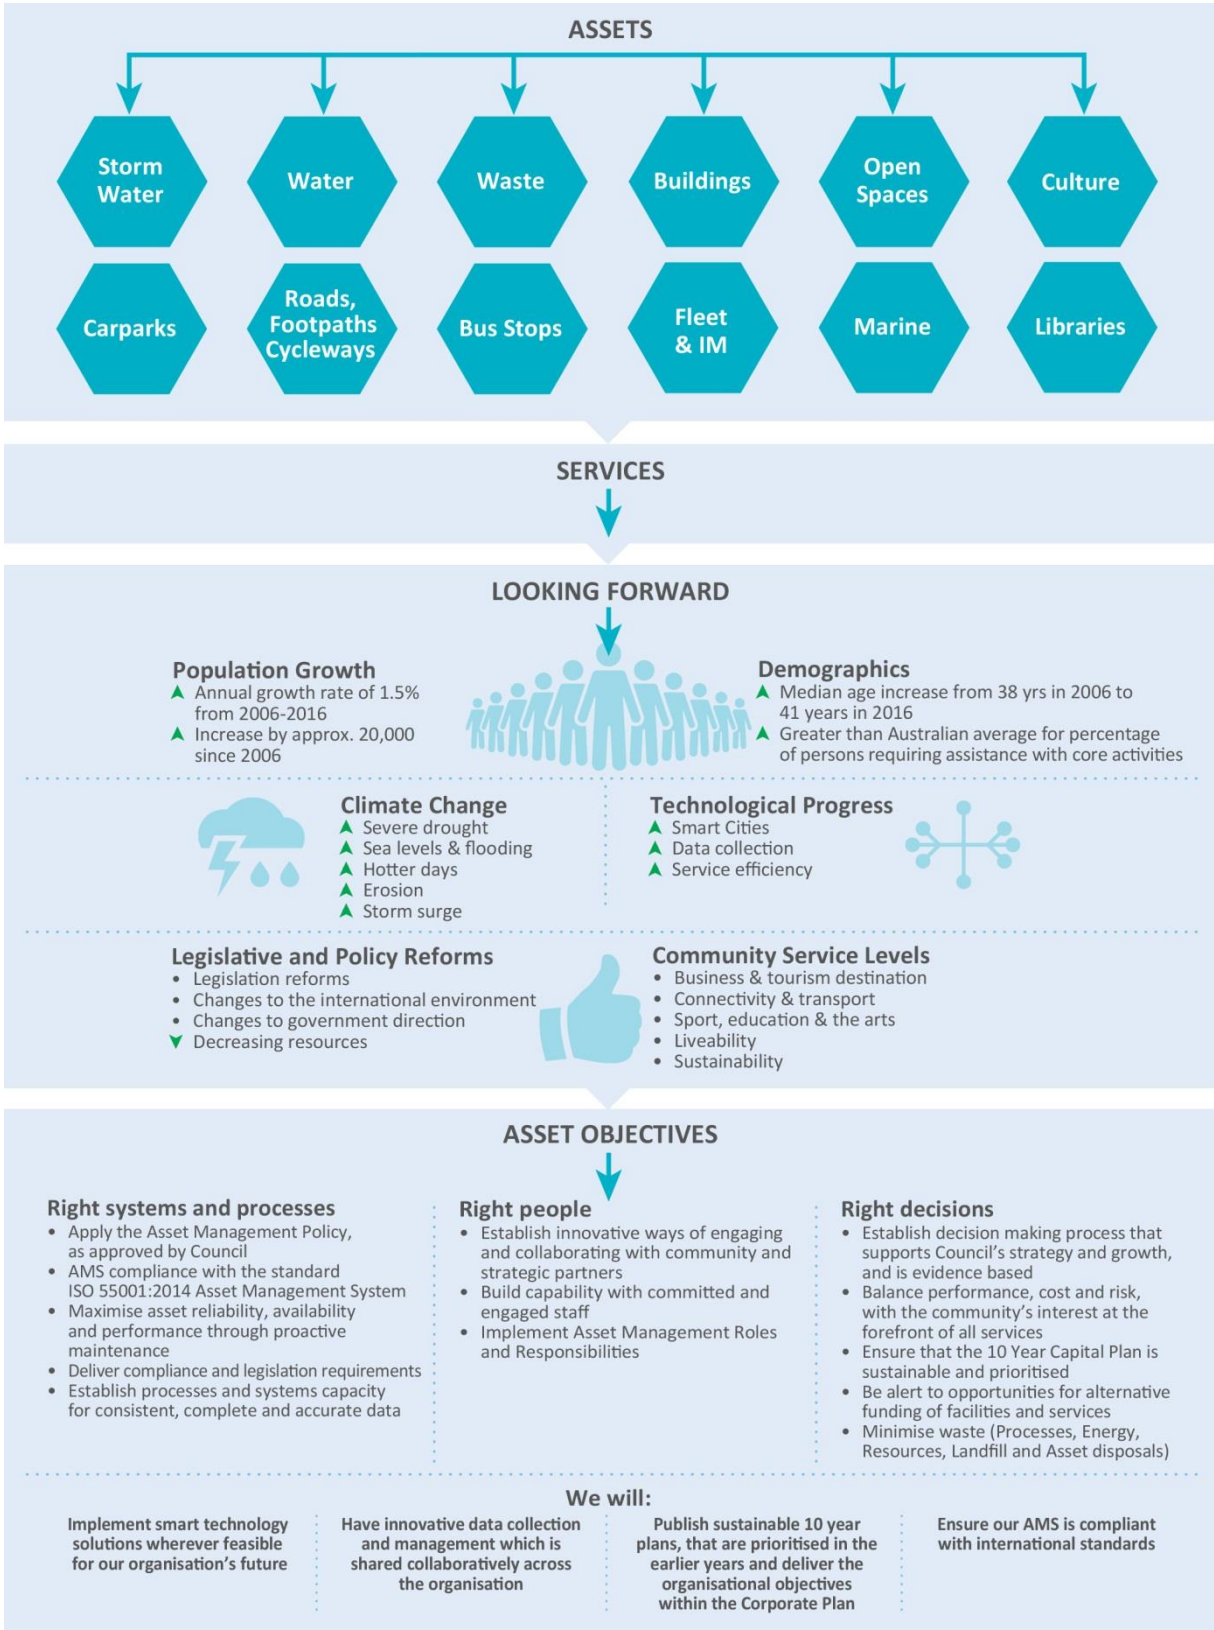 ASSETS
Storm
Water
Water
Waste
Buildings
Open
Spaces
Culture
Carparks
Roads,
Footpaths
Cycleways
Bus Stops
Fleet
& IM
Marine
Libraries
SERVICES
LOOKING FORWARD
Population Growth
Annual growth rate of 1.5%
from 2006-2016
Increase by approx. 20,000
since 2006
Demographics
Median age increase from 38 yrs in 2006 to
41 years in 2016
Greater than Australian average for percentage
of persons requiring assistance with core activities
Climate Change
Severe drought
Sea levels & flooding
Hotter days
Erosion
Storm surge
Technological Progress
Smart Cities
Data collection
Service efficiency
Legislative and Policy Reforms
• Legislation reforms
• Changes to the international environment
• Changes to government direction
Decreasing resources
Community Service Levels
• Business & tourism destination
• Connectivity & transport
• Sport, education & the arts
• Liveability
• Sustainability
ASSET OBJECTIVES
Right systems and processes
• Apply the Asset Management Policy,
as approved by Council
• AMS compliance with the standard
ISO 55001:2014 Asset Management System
• Maximise asset reliability, availability
and performance through proactive
maintenance
• Deliver compliance and legislation requirements
• Establish processes and systems capacity
for consistent, complete and accurate data
Right people
• Establish innovative ways of engaging
and collaborating with community and
strategic partners
• Build capability with committed and
engaged staff
• Implement Asset Management Roles
and Responsibilities
Right decisions
• Establish decision making process that
supports Council's strategy and growth,
and is evidence based
• Balance performance, cost and risk,
with the community's interest at the
forefront of all services
• Ensure that the 10 Year Capital Plan is
sustainable and prioritised
• Be alert to opportunities for alternative
funding of facilities and services
• Minimise waste (Processes, Energy,
Resources, Landfill and Asset disposals)
We will:
Implement smart technology
solutions wherever feasible
for our organisation's future
Have innovative data collection
and management which is
shared collaboratively across
the organisation
Publish sustainable 10 year
plans, that are prioritised in the
earlier years and deliver the
organisational objectives
within the Corporate Plan
Ensure our AMS is compliant
with international standards